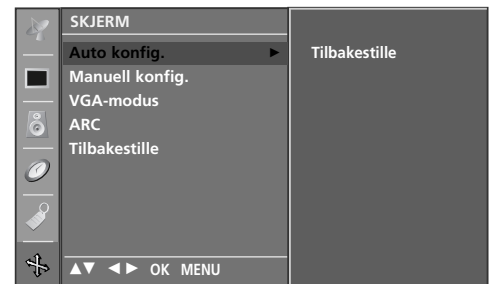 SKJERM
Auto konfig. ►
Tilbakestille
Manuell konfig.
VGA-modus
ARC
Tilbakestille
▲▼ ◄► OK MENU